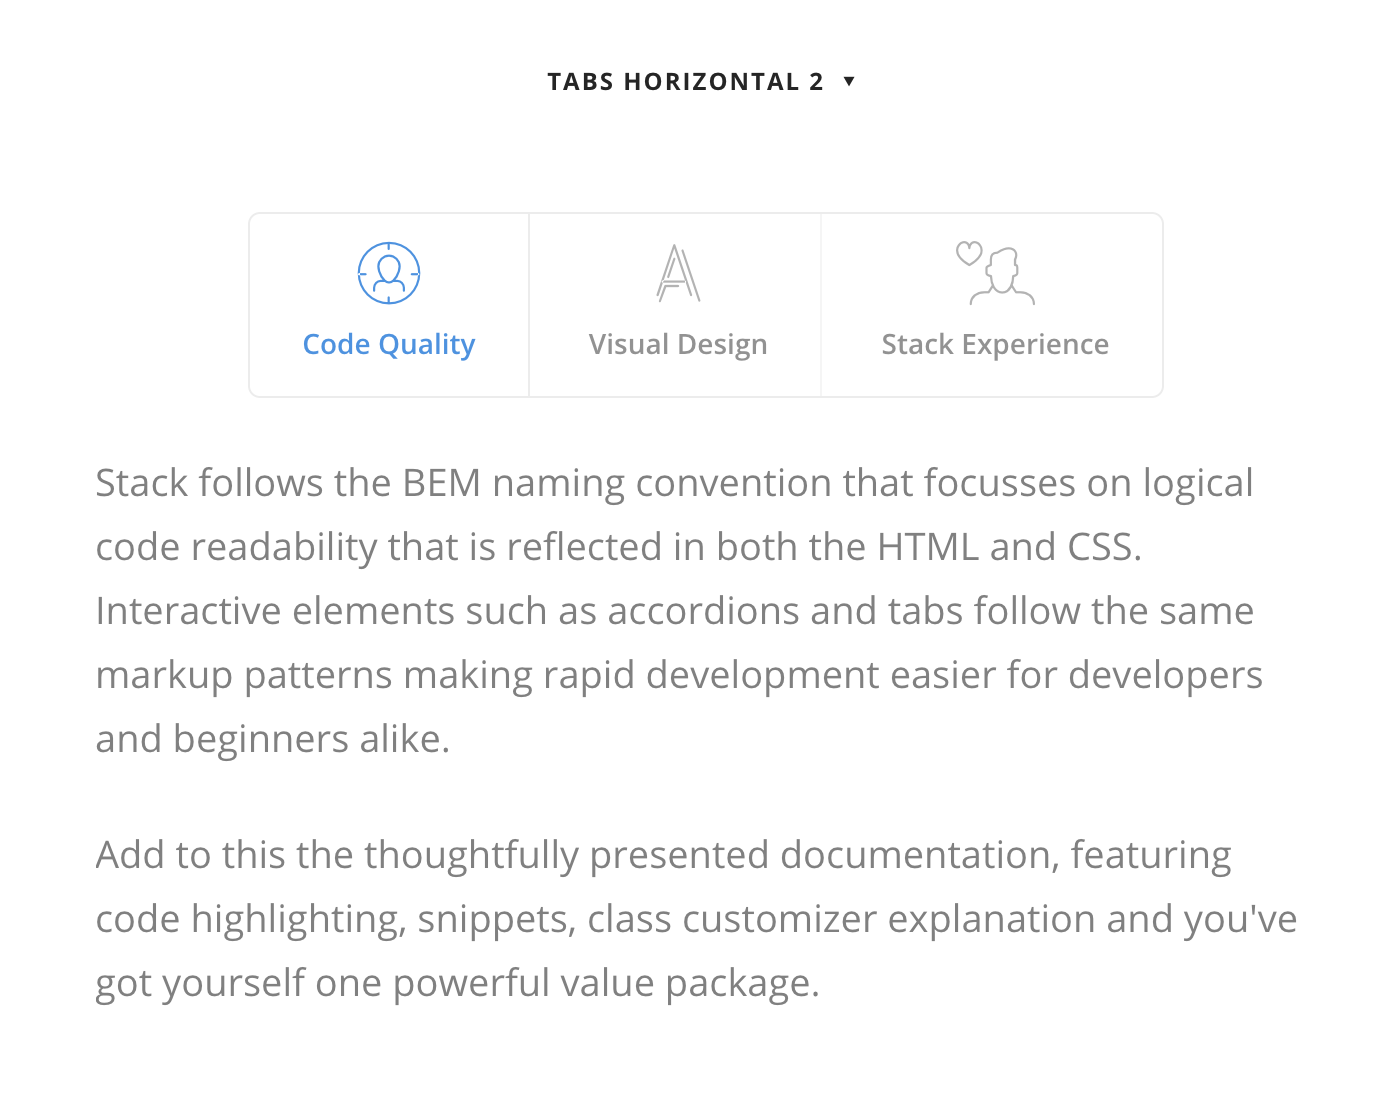 TABS HORIZONTAL 2
Code Quality
Visual Design
Stack Experience
Stack follows the BEM naming convention that focusses on logical
code readability that is reflected in both the HTML and CSS.
Interactive elements such as accordions and tabs follow the same
markup patterns making rapid development easier for developers
and beginners alike.
Add to this the thoughtfully presented documentation, featuring
code highlighting, snippets, class customizer explanation and you've
got yourself one powerful value package.